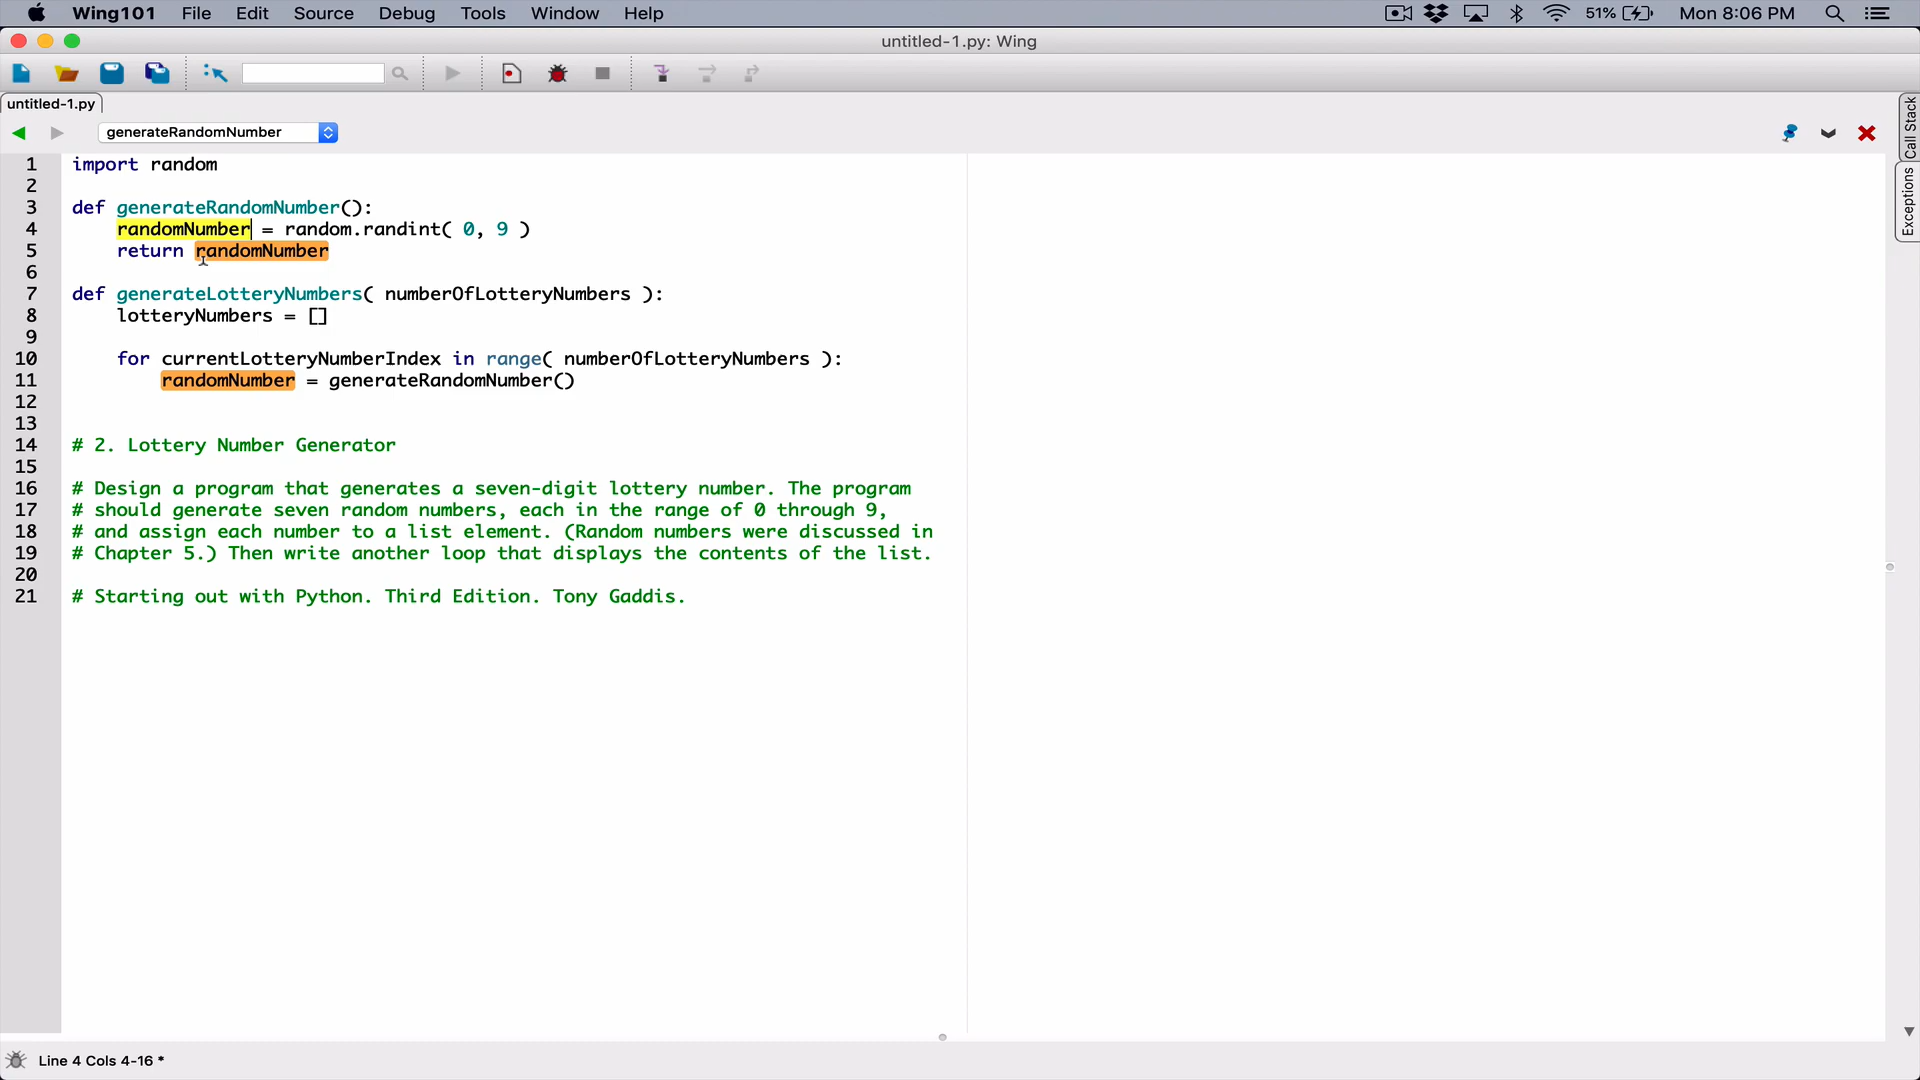 Wing101 File Edit Source Debug Tools Window Help 51% Mon 8:06 PM
untitled-1.py: Wing
untitled-1.py
generateRandomNumber
Call Stack
Exceptions
1 import random
2
3 def generateRandomNumber():
4 randomNumber = random.randint( 0, 9 )
5 return randomNumber
6
7 def generateLotteryNumbers( numberOfLotteryNumbers ):
8 lotteryNumbers = []
9
10 for currentLotteryNumberIndex in range( numberOfLotteryNumbers ):
11 randomNumber = generateRandomNumber()
12
13
14 # 2. Lottery Number Generator
15
16 # Design a program that generates a seven-digit lottery number. The program
17 # should generate seven random numbers, each in the range of 0 through 9,
18 # and assign each number to a list element. (Random numbers were discussed in
19 # Chapter 5.) Then write another loop that displays the contents of the list.
20
21 # Starting out with Python. Third Edition. Tony Gaddis.
Line 4 Cols 4-16 *